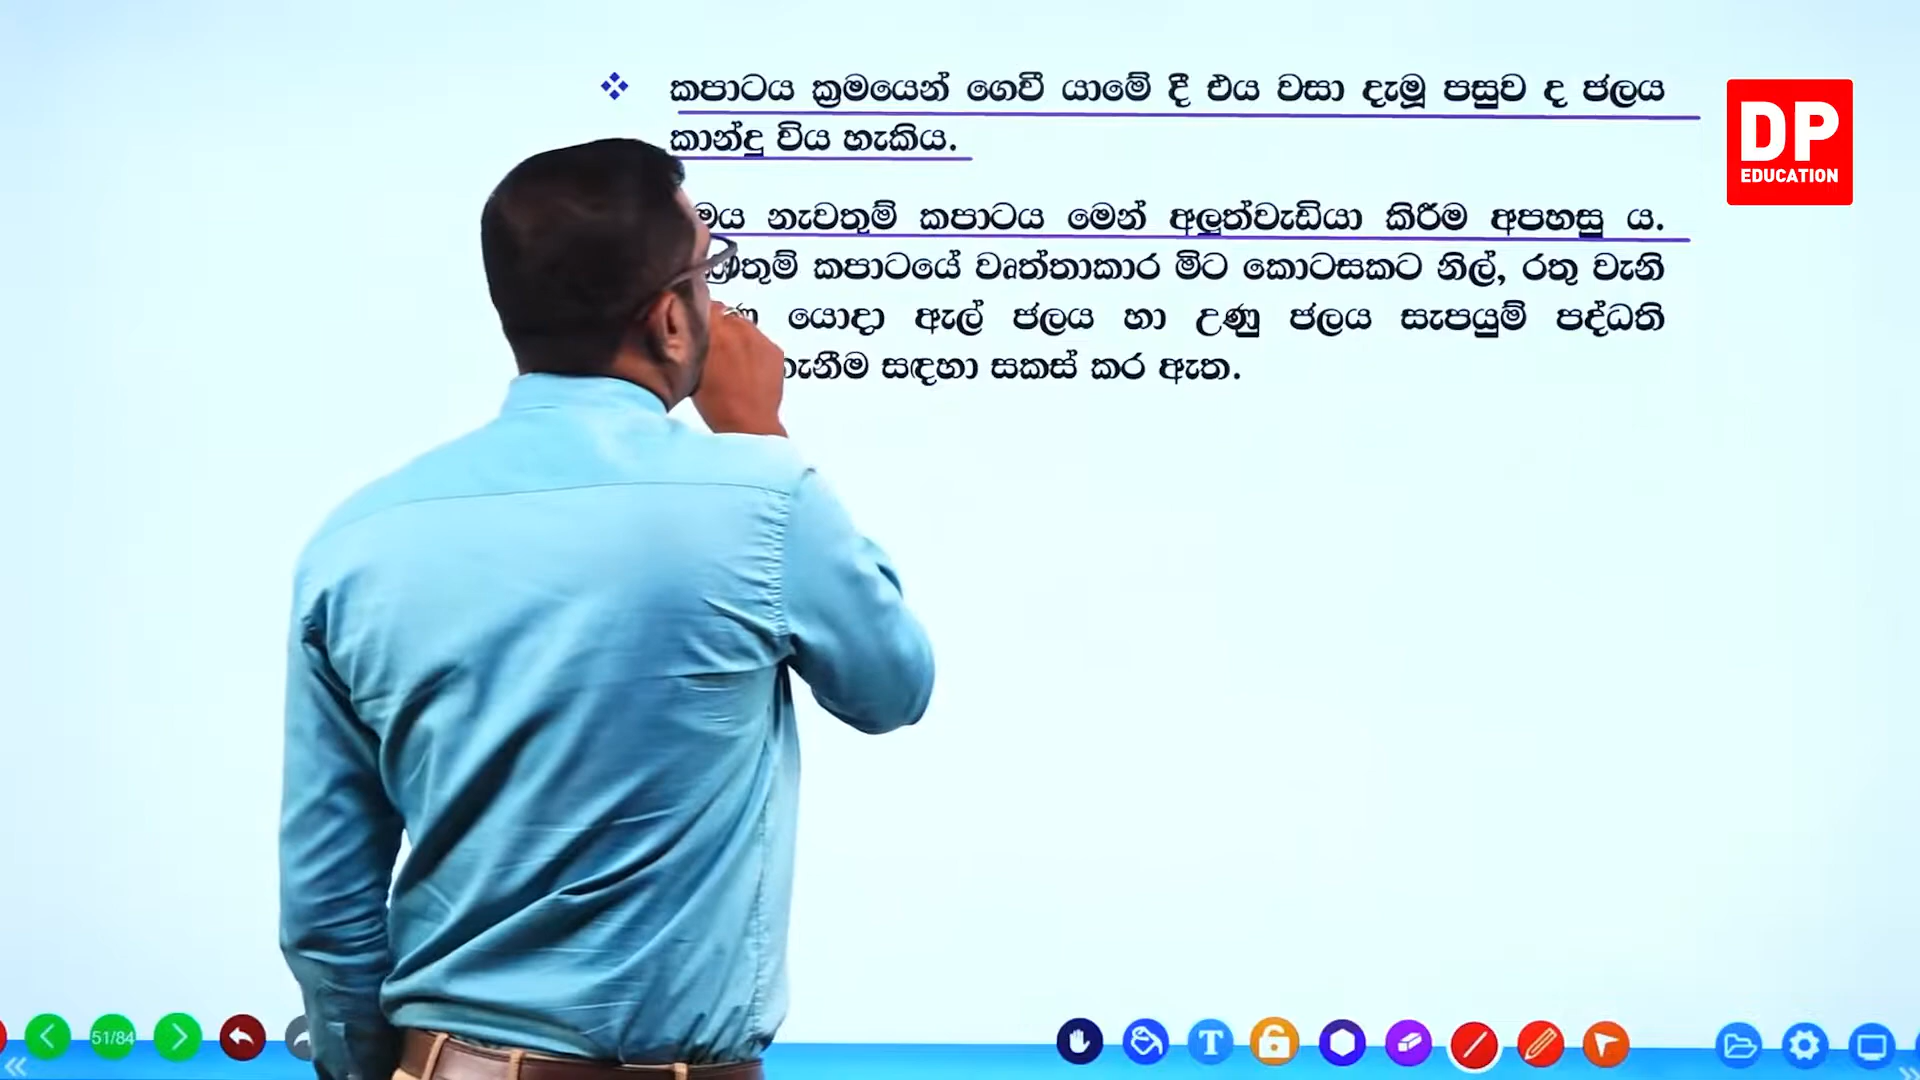 කපාටය ක්‍රමයෙන් ගෙවී යාමේ දී එය වසා දැමූ පසුව ද ජලය
කාන්දු විය හැකිය.
නැවතුම් කපාටය මෙන් අලුත්වැඩියා කිරීම අපහසු ය.
කපාටයේ වෘත්තාකාර මිට කොටසකට නිල්, රතු වැනි
යොදා ඇල් ජලය හා උණු ජලය සැපයුම් පද්ධති
සඳහා සකස් කර ඇත.
DP
EDUCATION
51/84
T